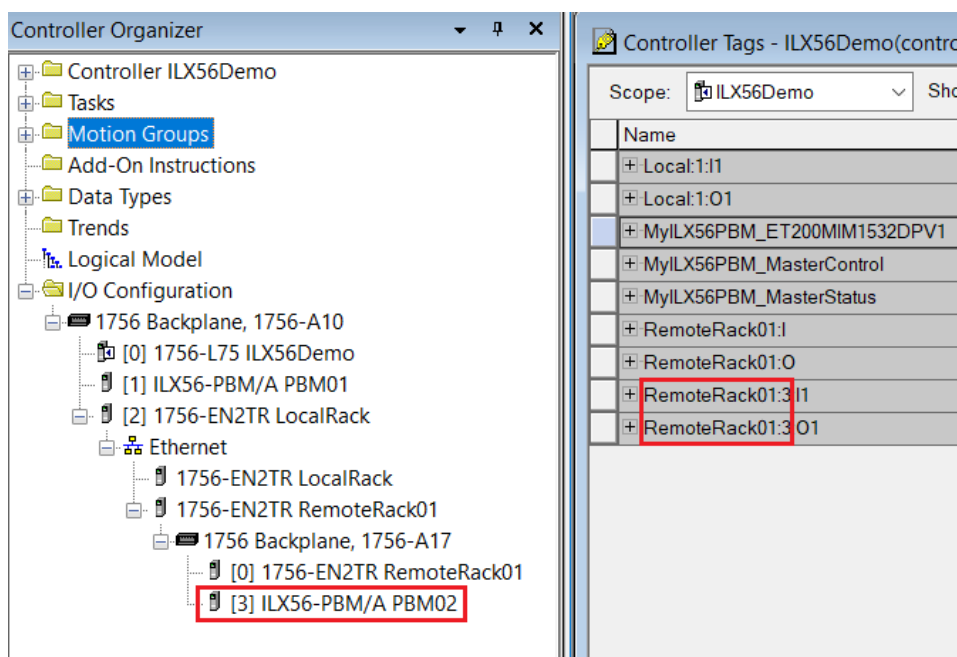 Controller Organizer
Controller ILX56Demo
Tasks
Motion Groups
Add-On Instructions
Data Types
Trends
Logical Model
I/O Configuration
1756 Backplane, 1756-A10
[0] 1756-L75 ILX56Demo
[1] ILX56-PBM/A PBM01
[2] 1756-EN2TR LocalRack
Ethernet
1756-EN2TR LocalRack
1756-EN2TR RemoteRack01
1756 Backplane, 1756-A17
[0] 1756-EN2TR RemoteRack01
[3] ILX56-PBM/A PBM02
Controller Tags - ILX56Demo(contro
Scope: ILX56Demo Sho
Name
Local:1:I1
Local:1:O1
MyILX56PBM_ET200MIM1532DPV1
MyILX56PBM_MasterControl
MyILX56PBM_MasterStatus
RemoteRack01:I
RemoteRack01:O
RemoteRack01:3:I1
RemoteRack01:3:O1